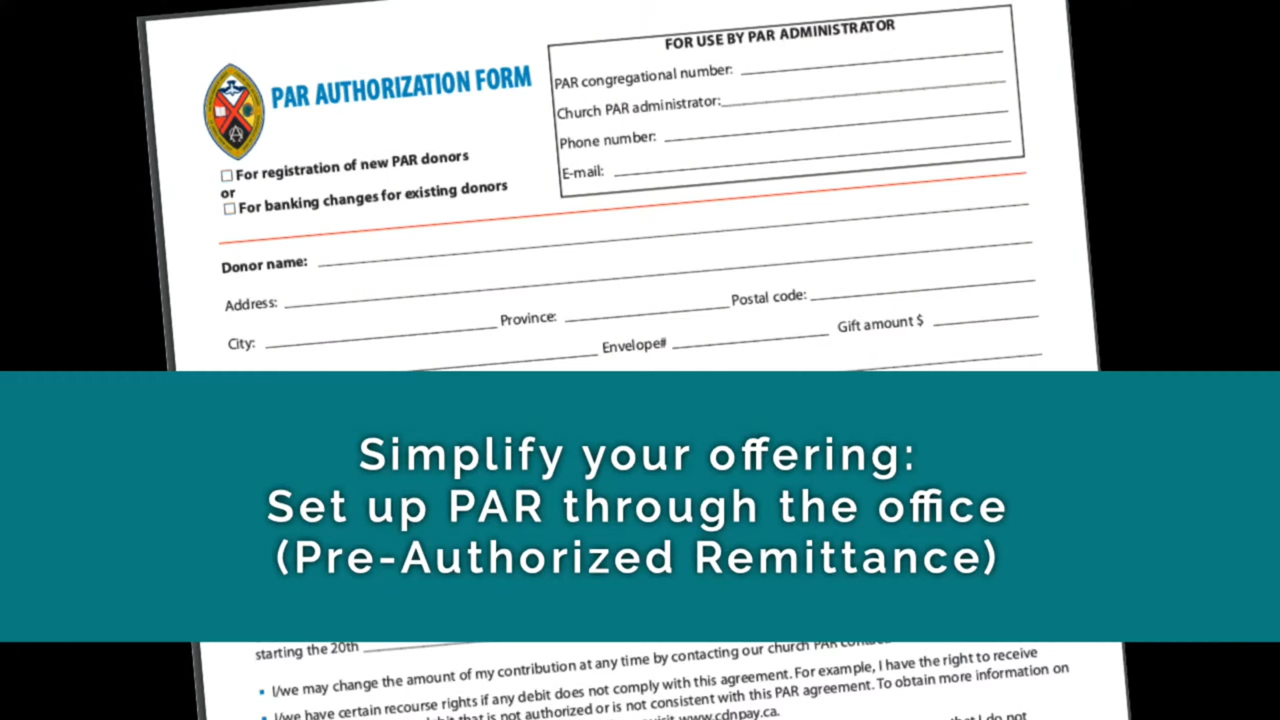 PAR AUTHORIZATION FORM
☐ For registration of new PAR donors
or
☐ For banking changes for existing donors
FOR USE BY PAR ADMINISTRATOR
PAR congregational number:
Church PAR administrator:
Phone number:
E-mail:
Donor name:
Address:
City: Province: Postal code:
Envelope# Gift amount $
Simplify your offering:
Set up PAR through the office
(Pre-Authorized Remittance)
starting the 20th
• I/we may change the amount of my contribution at any time by contacting our church PAR
• I/we have certain recourse rights if any debit does not comply with this agreement. For example, I have the right to receive
that is not authorized or is not consistent with this PAR agreement. To obtain more information on
www.cdnpay.ca.
that I do not